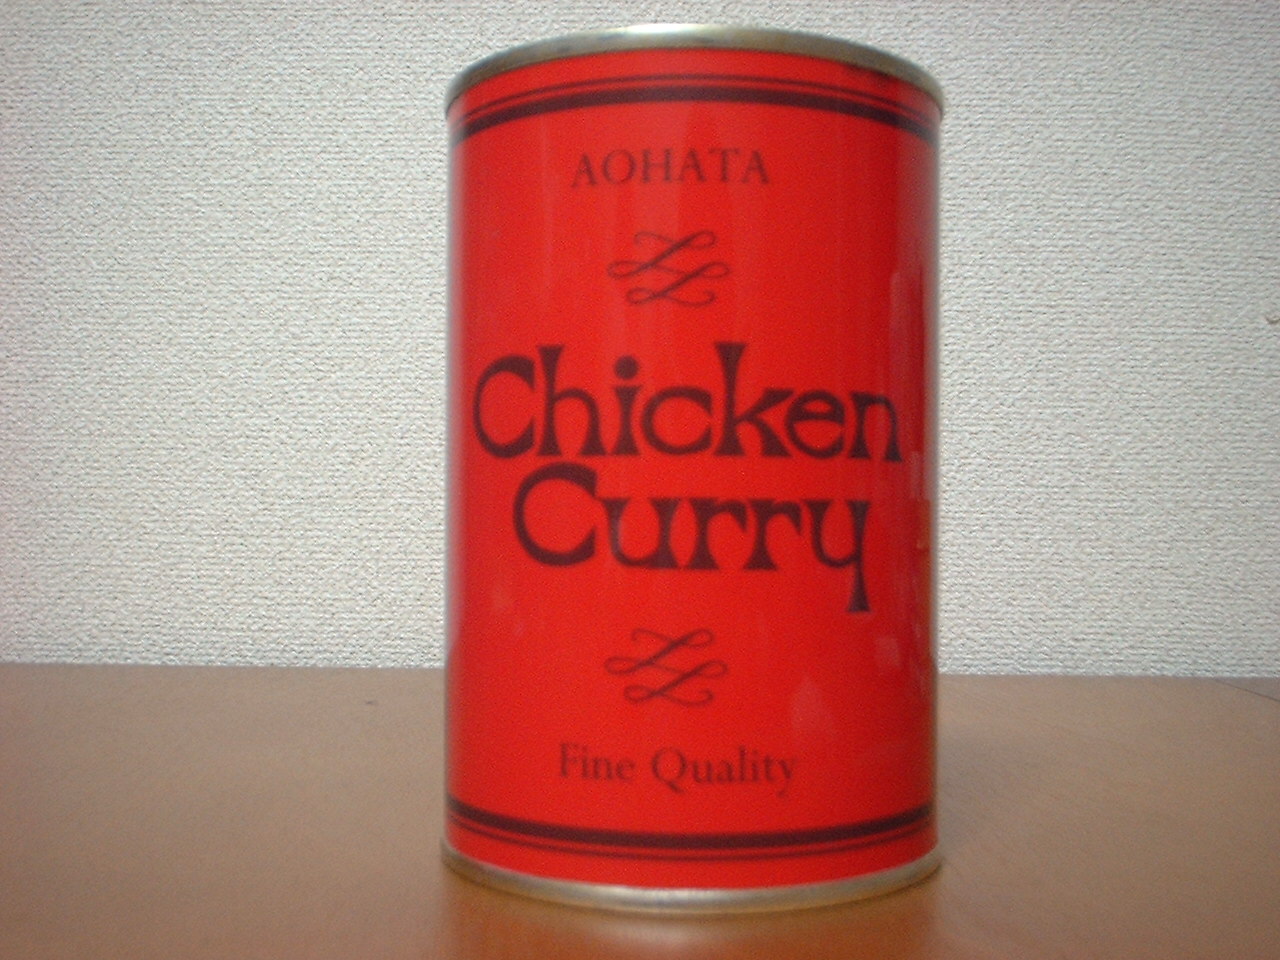 AOHATA
Chicken
Curry
Fine Quality